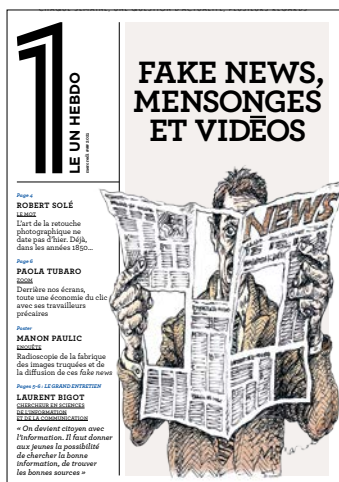 1
LE UN HEBDO
FAKE NEWS,
MENSONGES
ET VIDĒOS
Page 4
ROBERT SOLÉ
LE MOT
L'art de la retouche
photographique ne
date pas d'hier. Déjà,
dans les années 1850…
Page 6
PAOLA TUBARO
ZOOM
Derrière nos écrans,
toute une économie du clic
avec ses travailleurs
précaires
Poster
MANON PAULIC
ENQUÊTE
Radioscopie de la fabrique
des images truquées et de
la diffusion de ces fake news
Pages 5-6 : LE GRAND ENTRETIEN
LAURENT BIGOT
CHERCHEUR EN SCIENCES
DE L'INFORMATION
ET DE LA COMMUNICATION
« On devient citoyen avec
l'information. Il faut donner
aux jeunes la possibilité
de chercher la bonne
information, de trouver
les bonnes sources »
NEWS